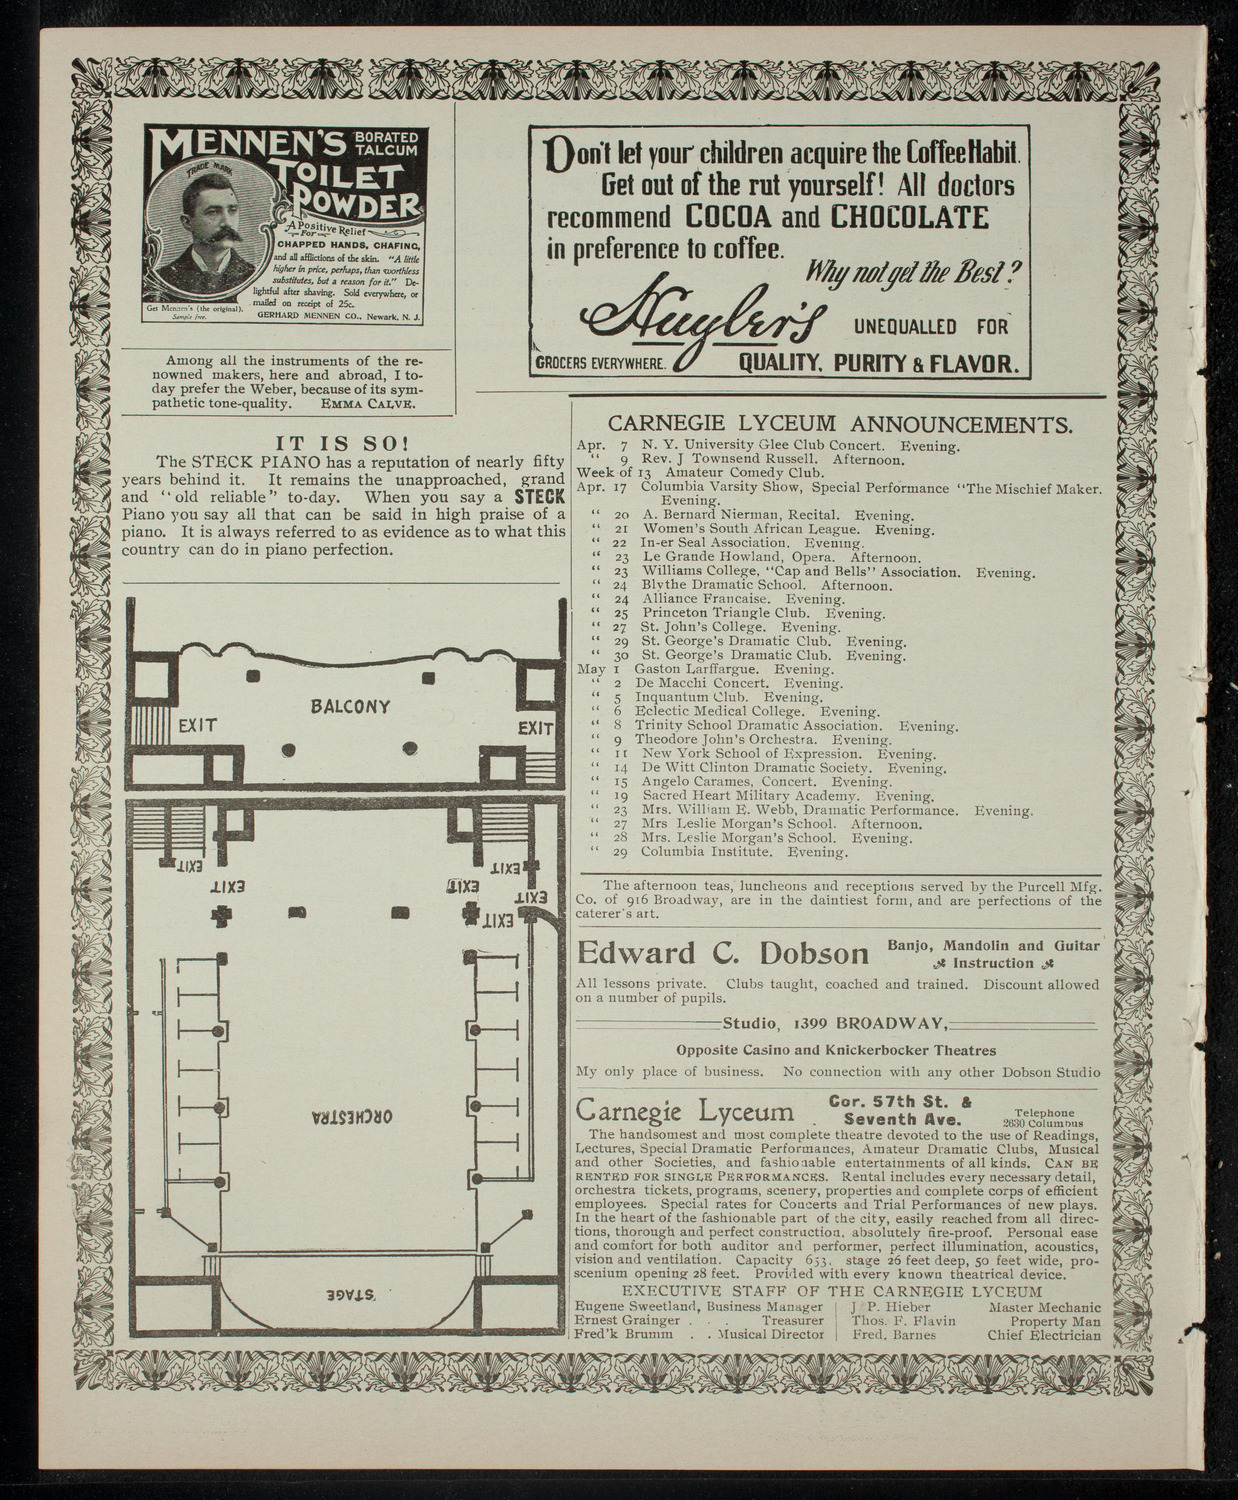 MENNEN'S BORATED
TALCUM
TOILET
POWDER
TRADE MARK
A Positive Relief
For
CHAPPED HANDS, CHAFING,
and all afflictions of the skin. "A little
higher in price, perhaps, than worthless
substitutes, but a reason for it." De-
lightful after shaving. Sold everywhere, or
mailed on receipt of 25c.
Get Mennen's (the original).
Sample free.
GERHARD MENNEN CO., Newark, N. J.
Among all the instruments of the re-
nowned makers, here and abroad, I to-
day prefer the Weber, because of its sym-
pathetic tone-quality. EMMA CALVE.
Don't let your children acquire the Coffee Habit.
Get out of the rut yourself! All doctors
recommend COCOA and CHOCOLATE
in preference to coffee.
Why not get the Best?
Huyler's UNEQUALLED FOR
GROCERS EVERYWHERE. QUALITY, PURITY & FLAVOR.
IT IS SO!
The STECK PIANO has a reputation of nearly fifty
years behind it. It remains the unapproached, grand
and "old reliable" to-day. When you say a STECK
Piano you say all that can be said in high praise of a
piano. It is always referred to as evidence as to what this
country can do in piano perfection.
BALCONY
EXIT
EXIT
EXIT
EXIT
EXIT
EXIT
EXIT
EXIT
ORCHESTRA
STAGE
CARNEGIE LYCEUM ANNOUNCEMENTS.
Apr. 7 N. Y. University Glee Club Concert. Evening.
" 9 Rev. J Townsend Russell. Afternoon.
Week of 13 Amateur Comedy Club.
Apr. 17 Columbia Varsity Show, Special Performance "The Mischief Maker.
Evening.
" 20 A. Bernard Nierman, Recital. Evening.
" 21 Women's South African League. Evening.
" 22 In-er Seal Association. Evening.
" 23 Le Grande Howland, Opera. Afternoon.
" 23 Williams College, "Cap and Bells" Association. Evening.
" 24 Blythe Dramatic School. Afternoon.
" 24 Alliance Francaise. Evening.
" 25 Princeton Triangle Club. Evening.
" 27 St. John's College. Evening.
" 29 St. George's Dramatic Club. Evening.
" 30 St. George's Dramatic Club. Evening.
May 1 Gaston Larffargue. Evening.
" 2 De Macchi Concert. Evening.
" 5 Inquantum Club. Evening.
" 6 Eclectic Medical College. Evening.
" 8 Trinity School Dramatic Association. Evening.
" 9 Theodore John's Orchestra. Evening.
" 11 New York School of Expression. Evening.
" 14 De Witt Clinton Dramatic Society. Evening.
" 15 Angelo Carames, Concert. Evening.
" 19 Sacred Heart Military Academy. Evening.
" 23 Mrs. William E. Webb, Dramatic Performance. Evening.
" 27 Mrs Leslie Morgan's School. Afternoon.
" 28 Mrs. Leslie Morgan's School. Evening.
" 29 Columbia Institute. Evening.
The afternoon teas, luncheons and receptions served by the Purcell Mfg.
Co. of 916 Broadway, are in the daintiest form, and are perfections of the
caterer's art.
Edward C. Dobson Banjo, Mandolin and Guitar
Instruction
All lessons private. Clubs taught, coached and trained. Discount allowed
on a number of pupils.
Studio, 1399 BROADWAY,
Opposite Casino and Knickerbocker Theatres
My only place of business. No connection with any other Dobson Studio
Carnegie Lyceum Cor. 57th St. &
Seventh Ave.
Telephone
2630 Columbus
The handsomest and most complete theatre devoted to the use of Readings,
Lectures, Special Dramatic Performances, Amateur Dramatic Clubs, Musical
and other Societies, and fashionable entertainments of all kinds. CAN BE
RENTED FOR SINGLE PERFORMANCES. Rental includes every necessary detail,
orchestra tickets, programs, scenery, properties and complete corps of efficient
employees. Special rates for Concerts and Trial Performances of new plays.
In the heart of the fashionable part of the city, easily reached from all direc-
tions, thorough and perfect construction, absolutely fire-proof. Personal ease
and comfort for both auditor and performer, perfect illumination, acoustics,
vision and ventilation. Capacity 653, stage 26 feet deep, 50 feet wide, pro-
scenium opening 28 feet. Provided with every known theatrical device.
EXECUTIVE STAFF OF THE CARNEGIE LYCEUM
Eugene Sweetland, Business Manager J. P. Hieber Master Mechanic
Ernest Grainger . . . Treasurer Thos. F. Flavin Property Man
Fred'k Brumm . . Musical Director Fred. Barnes Chief Electrician